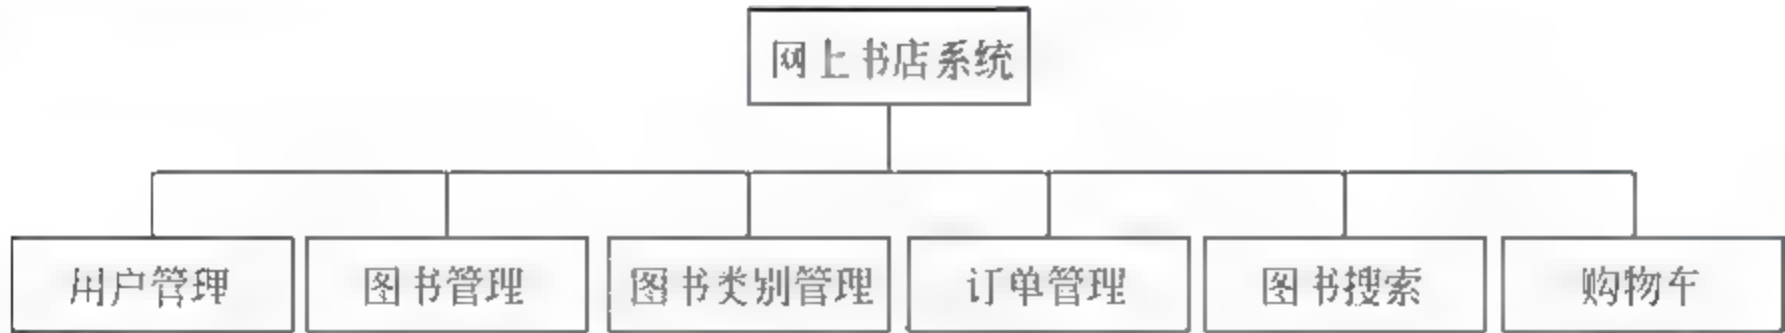 网上书店系统
用户管理
图书管理
图书类别管理
订单管理
图书搜索
购物车